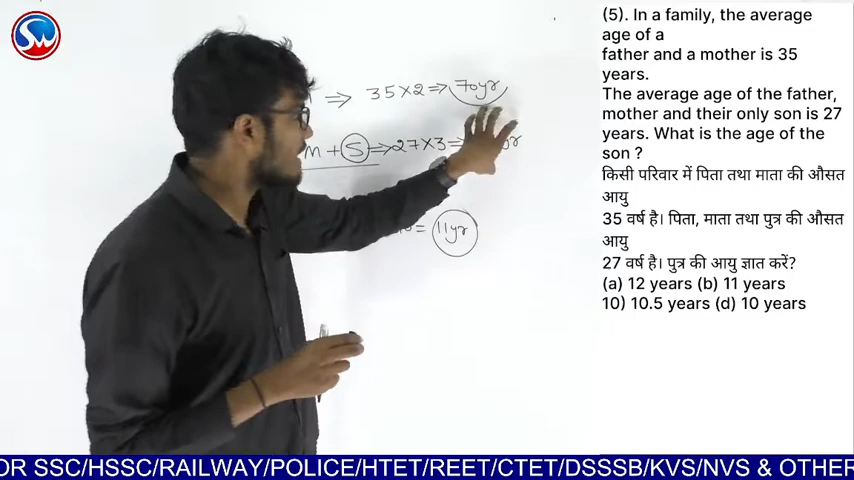 SW
(5). In a family, the average
age of a
father and a mother is 35
years.
The average age of the father,
mother and their only son is 27
years. What is the age of the
son ?
किसी परिवार में पिता तथा माता की औसत
आयु
35 वर्ष है। पिता, माता तथा पुत्र की औसत
आयु
27 वर्ष है। पुत्र की आयु ज्ञात करें?
(a) 12 years (b) 11 years
10) 10.5 years (d) 10 years
⇒ 35×2 ⇒ 70yr
m + S ⇒ 27×3 ⇒
= 11yr
OR SSC/HSSC/RAILWAY/POLICE/HTET/REET/CTET/DSSSB/KVS/NVS & OTHER